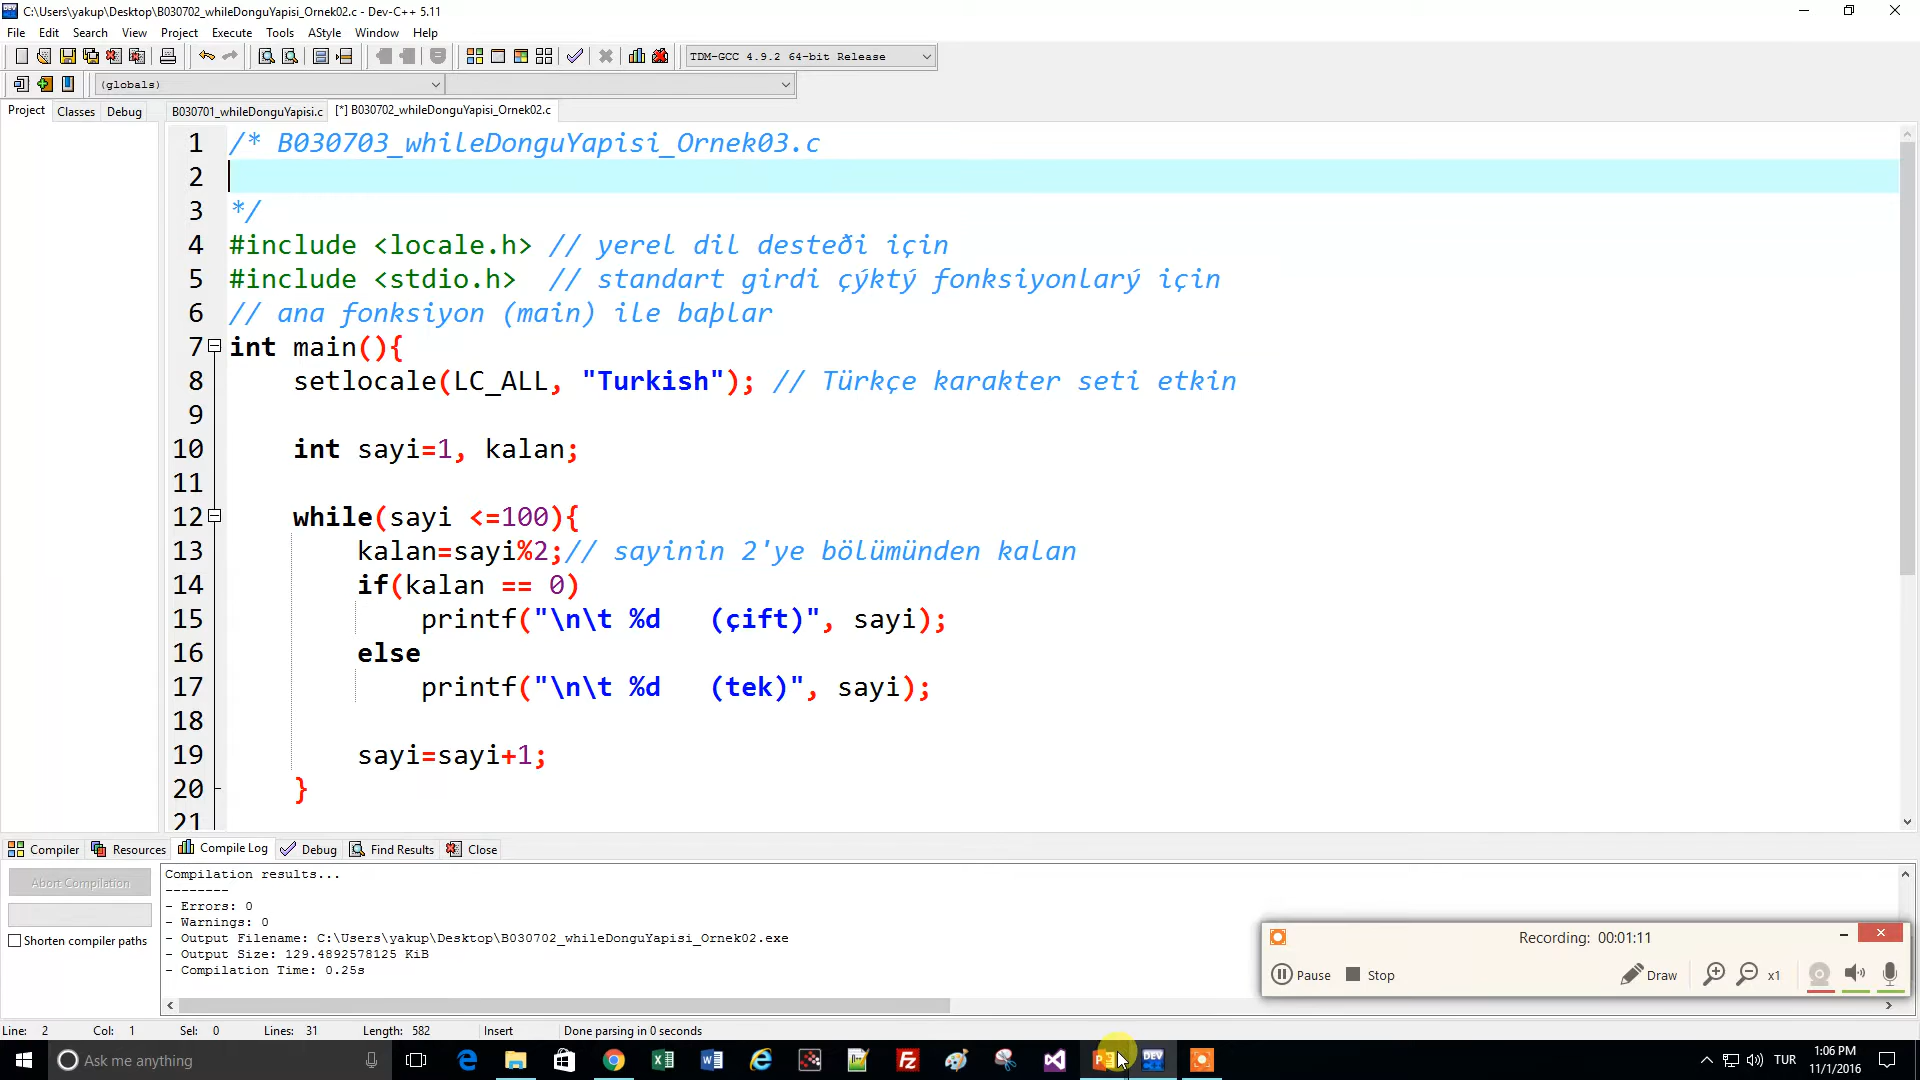 C:\Users\yakup\Desktop\B030702_whileDonguYapisi_Ornek02.c - Dev-C++ 5.11
File Edit Search View Project Execute Tools AStyle Window Help
TDM-GCC 4.9.2 64-bit Release
(globals)
Project Classes Debug B030701_whileDonguYapisi.c [*] B030702_whileDonguYapisi_Ornek02.c
1 /* B030703_whileDonguYapisi_Ornek03.c
2
3 */
4 #include <locale.h> // yerel dil desteði için
5 #include <stdio.h> // standart girdi çýktý fonksiyonlarý için
6 // ana fonksiyon (main) ile baþlar
7 int main(){
8 setlocale(LC_ALL, "Turkish"); // Türkçe karakter seti etkin
9
10 int sayi=1, kalan;
11
12 while(sayi <=100){
13 kalan=sayi%2;// sayinin 2'ye bölümünden kalan
14 if(kalan == 0)
15 printf("\n\t %d   (çift)", sayi);
16 else
17 printf("\n\t %d   (tek)", sayi);
18
19 sayi=sayi+1;
20 }
21
Compiler Resources Compile Log Debug Find Results Close
Abort Compilation
Shorten compiler paths
Compilation results...
--------
- Errors: 0
- Warnings: 0
- Output Filename: C:\Users\yakup\Desktop\B030702_whileDonguYapisi_Ornek02.exe
- Output Size: 129.4892578125 KiB
- Compilation Time: 0.25s
Recording: 00:01:11
Pause Stop Draw x1
Line: 2 Col: 1 Sel: 0 Lines: 31 Length: 582 Insert Done parsing in 0 seconds
Ask me anything
DEV
TUR
1:06 PM
11/1/2016